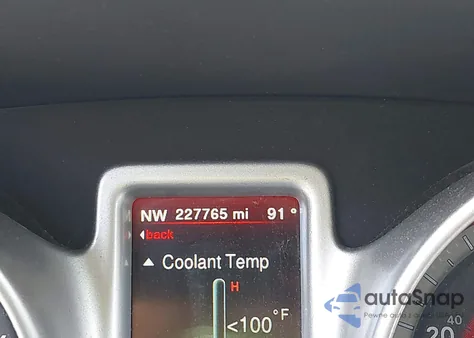 NW 227765 mi 91°
back
Coolant Temp
H
<100°F
40
20
autoSnap